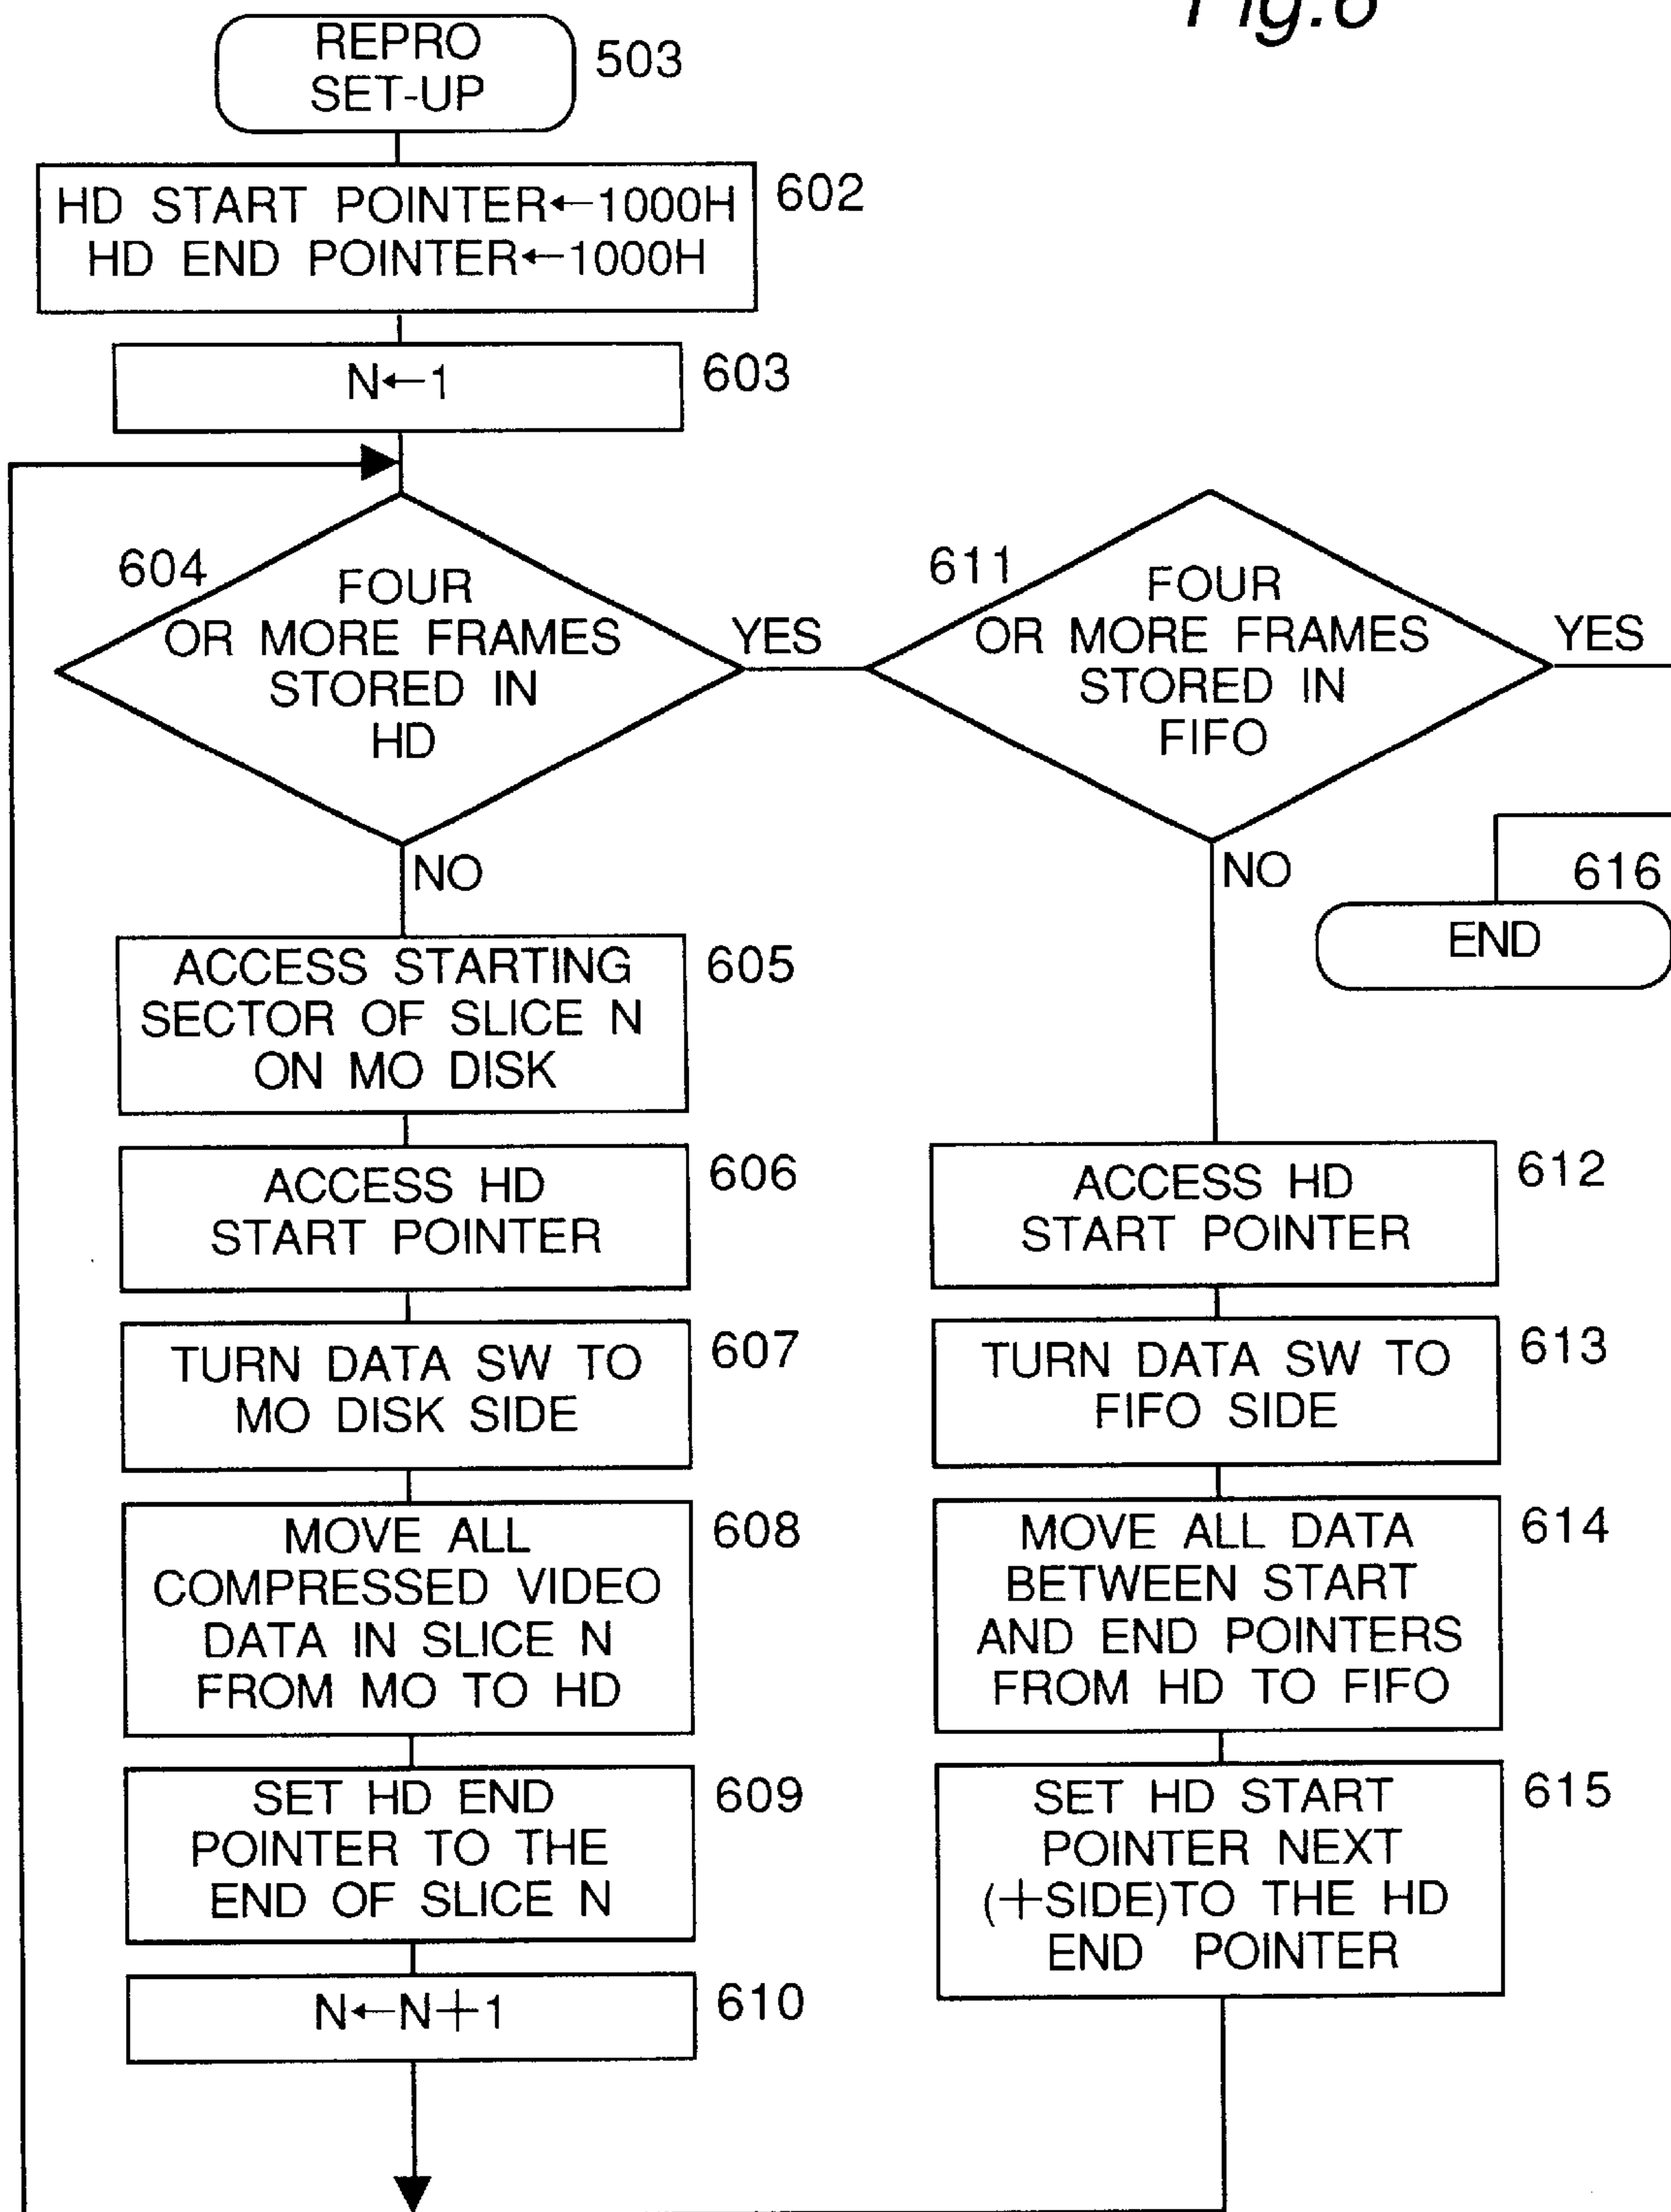 Fig.6
REPRO
SET-UP
503
HD START POINTER←1000H
HD END POINTER←1000H
602
N←1
603
604
FOUR
OR MORE FRAMES
STORED IN
HD
YES
NO
611
FOUR
OR MORE FRAMES
STORED IN
FIFO
YES
NO
616
END
ACCESS STARTING
SECTOR OF SLICE N
ON MO DISK
605
ACCESS HD
START POINTER
606
TURN DATA SW TO
MO DISK SIDE
607
MOVE ALL
COMPRESSED VIDEO
DATA IN SLICE N
FROM MO TO HD
608
SET HD END
POINTER TO THE
END OF SLICE N
609
N←N+1
610
ACCESS HD
START POINTER
612
TURN DATA SW TO
FIFO SIDE
613
MOVE ALL DATA
BETWEEN START
AND END POINTERS
FROM HD TO FIFO
614
SET HD START
POINTER NEXT
(+SIDE)TO THE HD
END POINTER
615